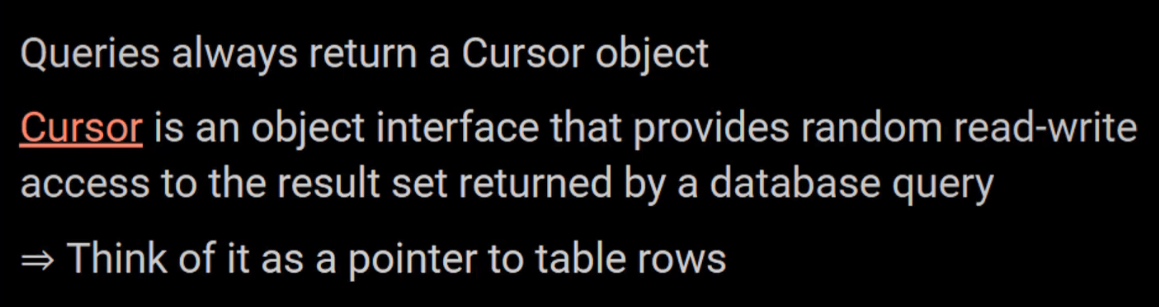 Queries always return a Cursor object
Cursor is an object interface that provides random read-write
access to the result set returned by a database query
⇒ Think of it as a pointer to table rows